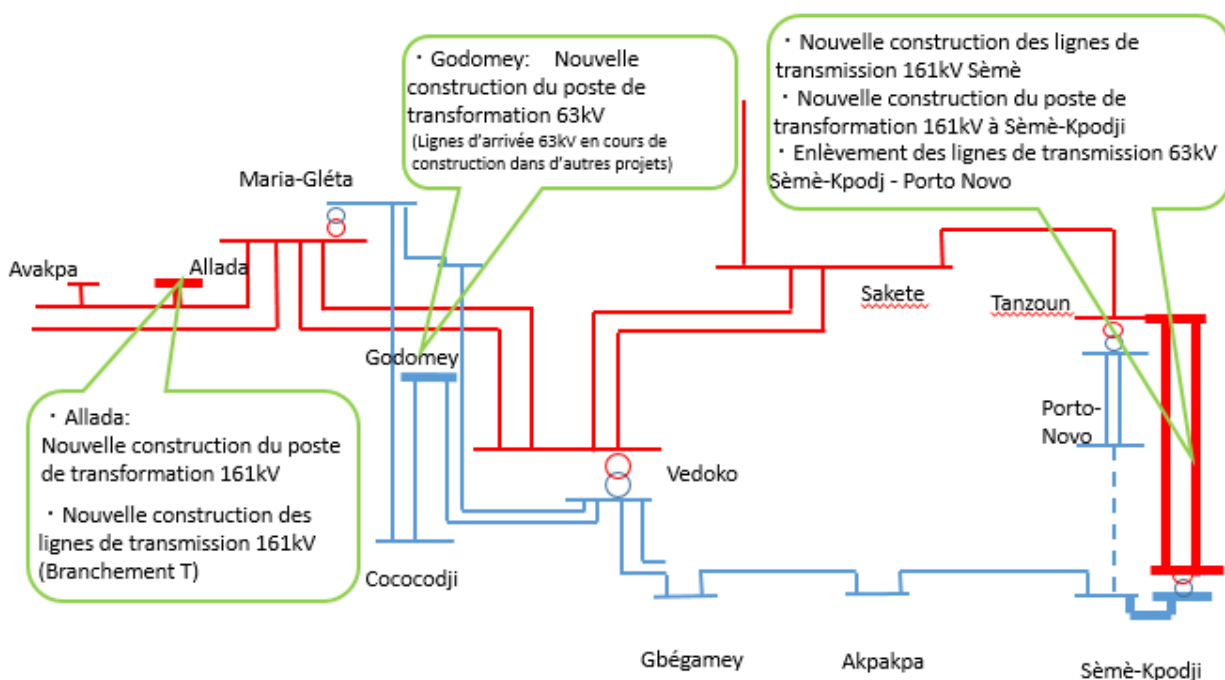 ・Godomey: Nouvelle
construction du poste de
transformation 63kV
(Lignes d'arrivée 63kV en cours de
construction dans d'autres projets)
・Nouvelle construction des lignes de
transmission 161kV Sèmè
・Nouvelle construction du poste de
transformation 161kV à Sèmè-Kpodji
・Enlèvement des lignes de transmission 63kV
Sèmè-Kpodj - Porto Novo
Maria-Gléta
Avakpa
Allada
Sakete
Tanzoun
Godomey
・Allada:
Nouvelle construction du poste
de transformation 161kV
・Nouvelle construction des
lignes de transmission 161kV
(Branchement T)
Porto-
Novo
Vedoko
Cococodji
Gbégamey
Akpakpa
Sèmè-Kpodji